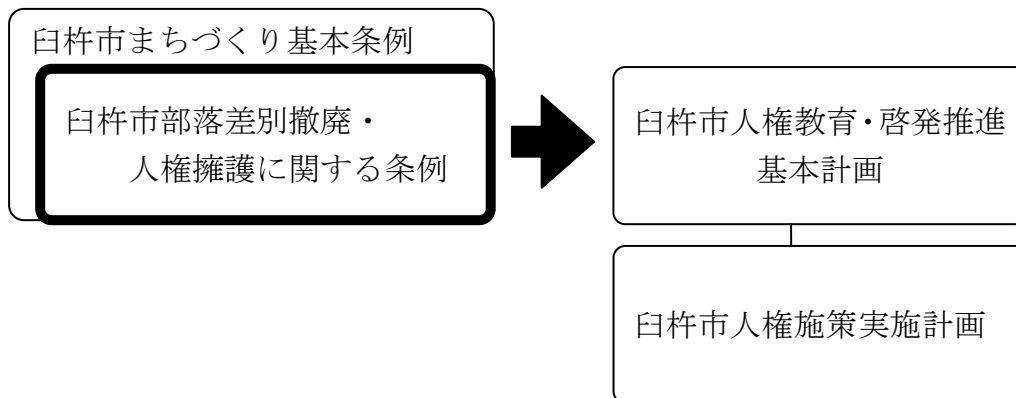 臼杵市まちづくり基本条例
臼杵市部落差別撤廃・
人権擁護に関する条例
臼杵市人権教育・啓発推進
基本計画
臼杵市人権施策実施計画